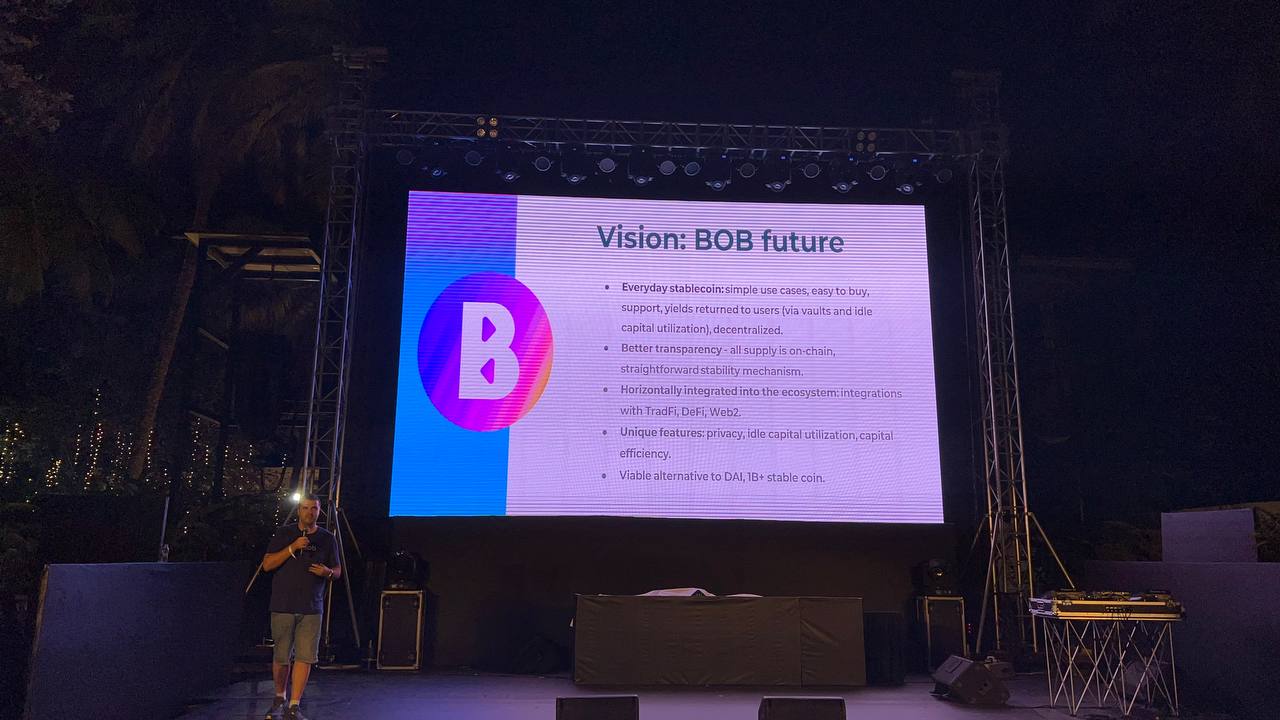 Vision: BOB future
B
• Everyday stablecoin: simple use cases, easy to buy,
support, yields returned to users (via vaults and idle
capital utilization), decentralized.
• Better transparency - all supply is on-chain,
straightforward stability mechanism.
• Horizontally integrated into the ecosystem: integrations
with TradFi, DeFi, Web2.
• Unique features: privacy, idle capital utilization, capital
efficiency.
• Viable alternative to DAI, 1B+ stable coin.